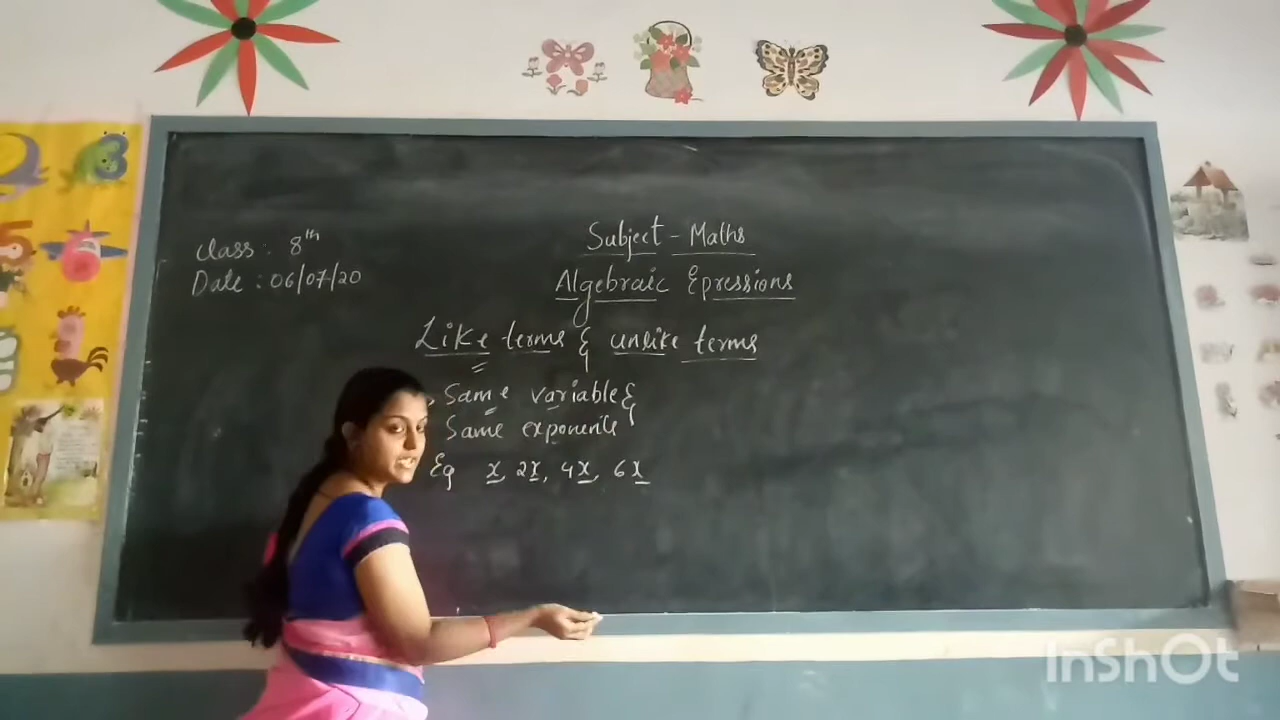 Class : 8th
Date : 06/07/20
Subject - Maths
Algebraic Epressions
Like terms & unlike terms
Same variable &
Same exponents
Eg x, 2x, 4x, 6x
InShOt